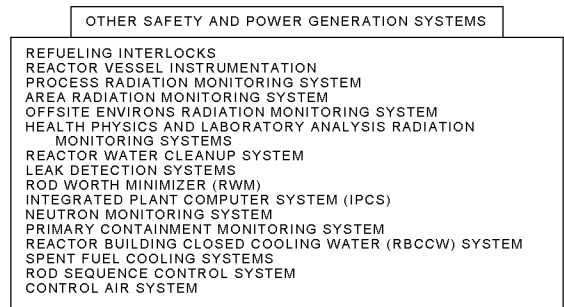 OTHER SAFETY AND POWER GENERATION SYSTEMS
REFUELING INTERLOCKS
REACTOR VESSEL INSTRUMENTATION
PROCESS RADIATION MONITORING SYSTEM
AREA RADIATION MONITORING SYSTEM
OFFSITE ENVIRONS RADIATION MONITORING SYSTEM
HEALTH PHYSICS AND LABORATORY ANALYSIS RADIATION
MONITORING SYSTEMS
REACTOR WATER CLEANUP SYSTEM
LEAK DETECTION SYSTEMS
ROD WORTH MINIMIZER (RWM)
INTEGRATED PLANT COMPUTER SYSTEM (IPCS)
NEUTRON MONITORING SYSTEM
PRIMARY CONTAINMENT MONITORING SYSTEM
REACTOR BUILDING CLOSED COOLING WATER (RBCCW) SYSTEM
SPENT FUEL COOLING SYSTEMS
ROD SEQUENCE CONTROL SYSTEM
CONTROL AIR SYSTEM